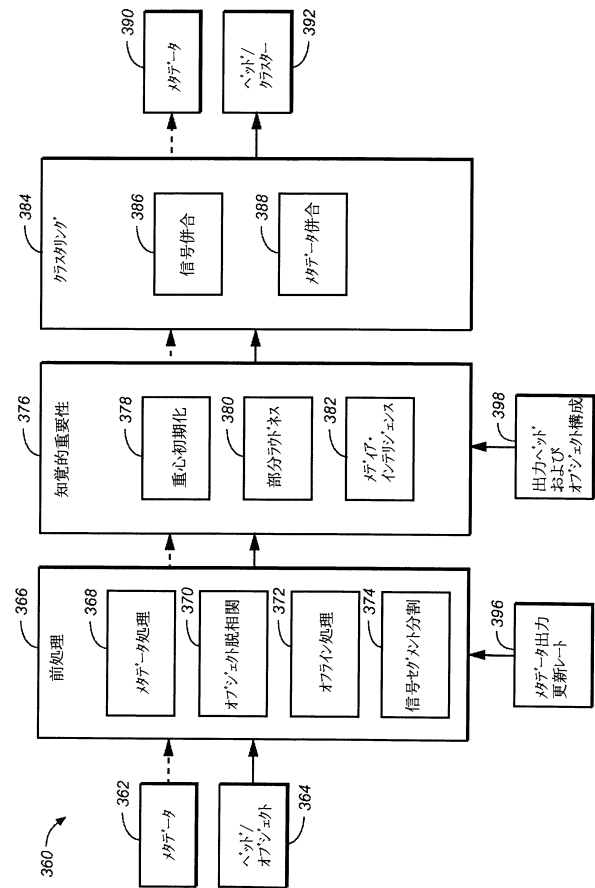 360
362
メタデータ
364
ベッド/
オブジェクト
366
前処理
368
メタデータ処理
370
オブジェクト脱相関
372
オフライン処理
374
信号セグメント分割
396
メタデータ出力
更新レート
376
知覚的重要性
378
重心初期化
380
部分ラウドネス
382
メディア・
インテリジェンス
398
出力ベッド
および
オブジェクト構成
384
クラスタリング
386
信号併合
388
メタデータ併合
390
メタデータ
392
ベッド/
クラスター